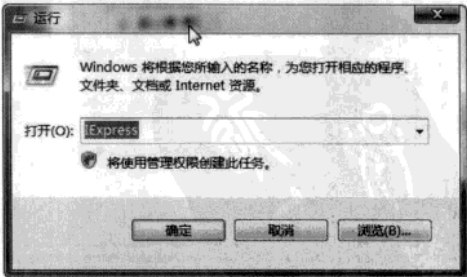 运行
Windows 将根据您所输入的名称，为您打开相应的程序、
文件夹、文档或 Internet 资源。
打开(O): IExpress
将使用管理权限创建此任务。
确定 取消 浏览(B)...